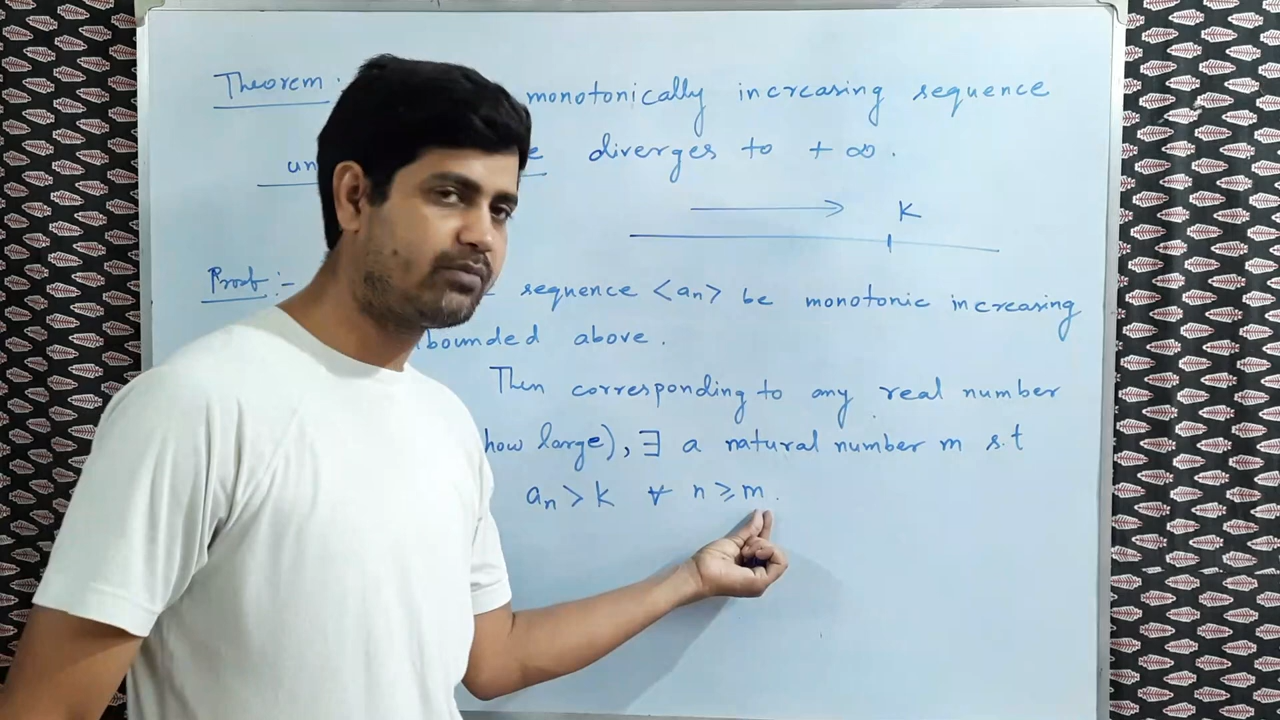 Theorem : monotonically increasing sequence
un e diverges to + ∞ .
K
Proof :- sequence <an> be monotonic increasing
bounded above .
Then corresponding to any real number
how large), ∃ a natural number m s.t
an > k ∀ n ≥ m .